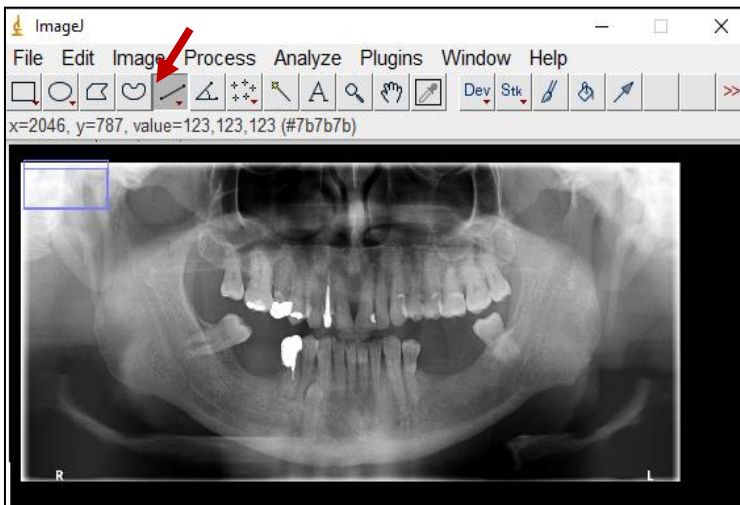 ImageJ
File Edit Image Process Analyze Plugins Window Help
A Dev Stk >>
x=2046, y=787, value=123,123,123 (#7b7b7b)
R L